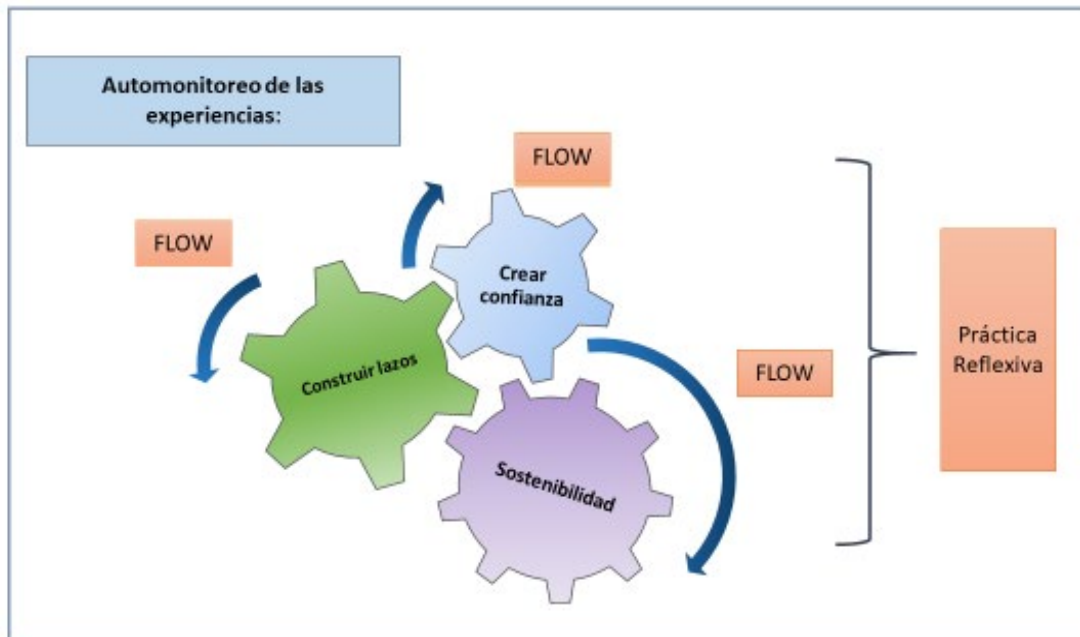 Automonitoreo de las
experiencias:
FLOW
FLOW
Crear
confianza
Construir lazos
FLOW
Práctica
Reflexiva
Sostenibilidad